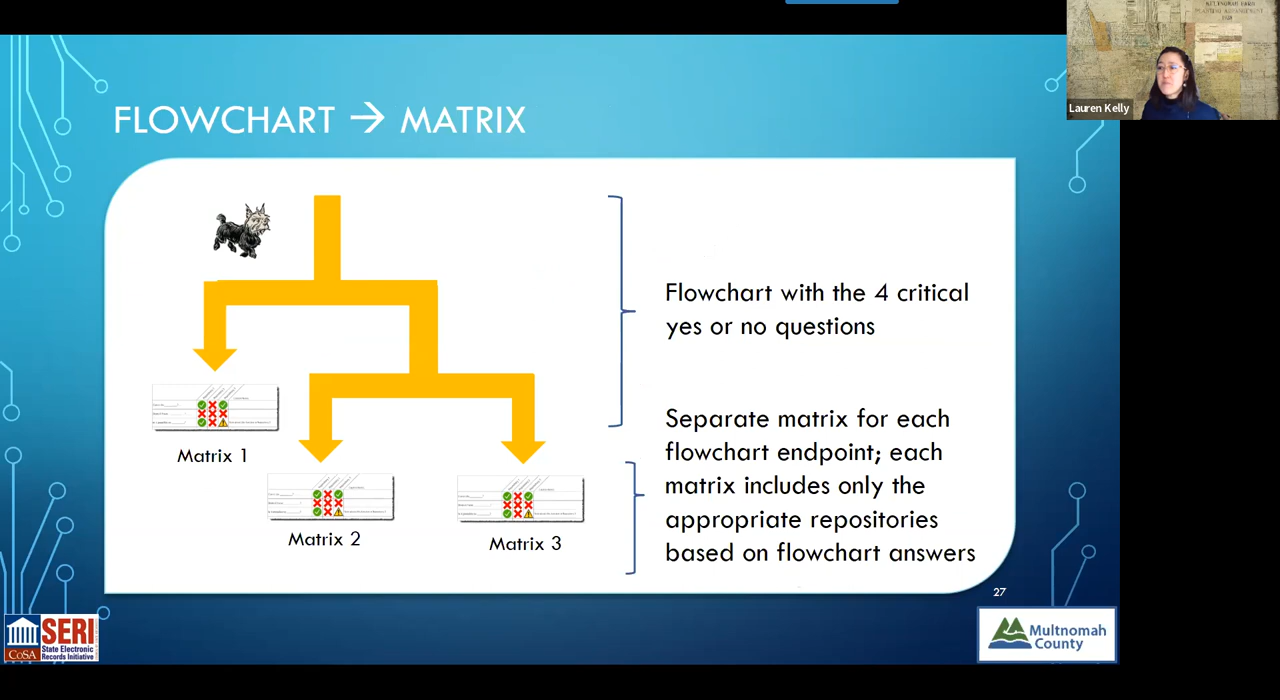 MULTNOMAH
Lauren Kelly
FLOWCHART → MATRIX
Flowchart with the 4 critical
yes or no questions
Matrix 1
Separate matrix for each
flowchart endpoint; each
matrix includes only the
appropriate repositories
based on flowchart answers
Matrix 2
Matrix 3
27
SERI
State Electronic
Records Initiative
CoSA
Multnomah
County